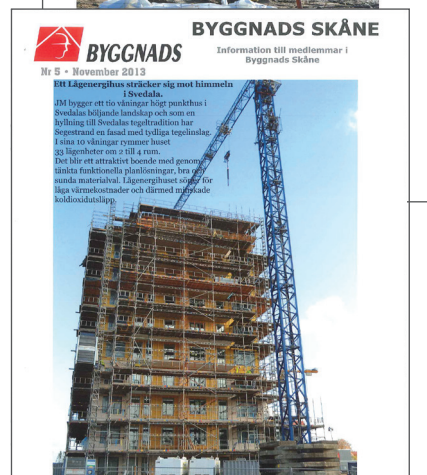 BYGGNADS
BYGGNADS SKÅNE
Information till medlemmar i
Byggnads Skåne
Nr 5 • November 2013
Ett Lågenergihus sträcker sig mot himmeln
i Svedala.
JM bygger ett tio våningar högt punkthus i
Svedalas böljande landskap och som en
hyllning till Svedalas tegeltradition har
Segestrand en fasad med tydliga tegelinslag.
I sina 10 våningar rymmer huset
33 lägenheter om 2 till 4 rum.
Det blir ett attraktivt boende med genom
tänkta funktionella planlösningar, bra och
sunda materialval. Lågenergihuset sörjer för
låga värmekostnader och därmed minskade
koldioxidutsläpp.